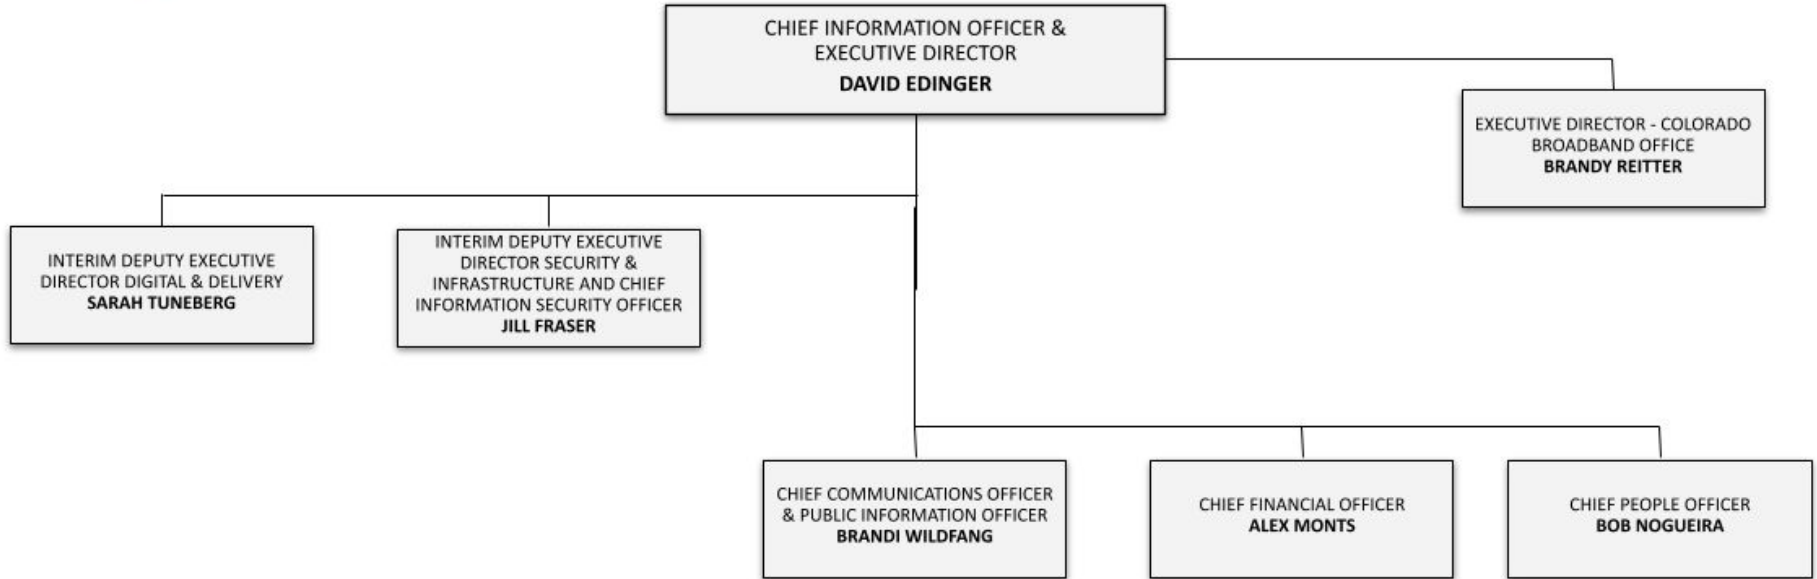 CHIEF INFORMATION OFFICER &
EXECUTIVE DIRECTOR
DAVID EDINGER
EXECUTIVE DIRECTOR - COLORADO
BROADBAND OFFICE
BRANDY REITTER
INTERIM DEPUTY EXECUTIVE
DIRECTOR DIGITAL & DELIVERY
SARAH TUNEBERG
INTERIM DEPUTY EXECUTIVE
DIRECTOR SECURITY &
INFRASTRUCTURE AND CHIEF
INFORMATION SECURITY OFFICER
JILL FRASER
CHIEF COMMUNICATIONS OFFICER
& PUBLIC INFORMATION OFFICER
BRANDI WILDFANG
CHIEF FINANCIAL OFFICER
ALEX MONTS
CHIEF PEOPLE OFFICER
BOB NOGUEIRA